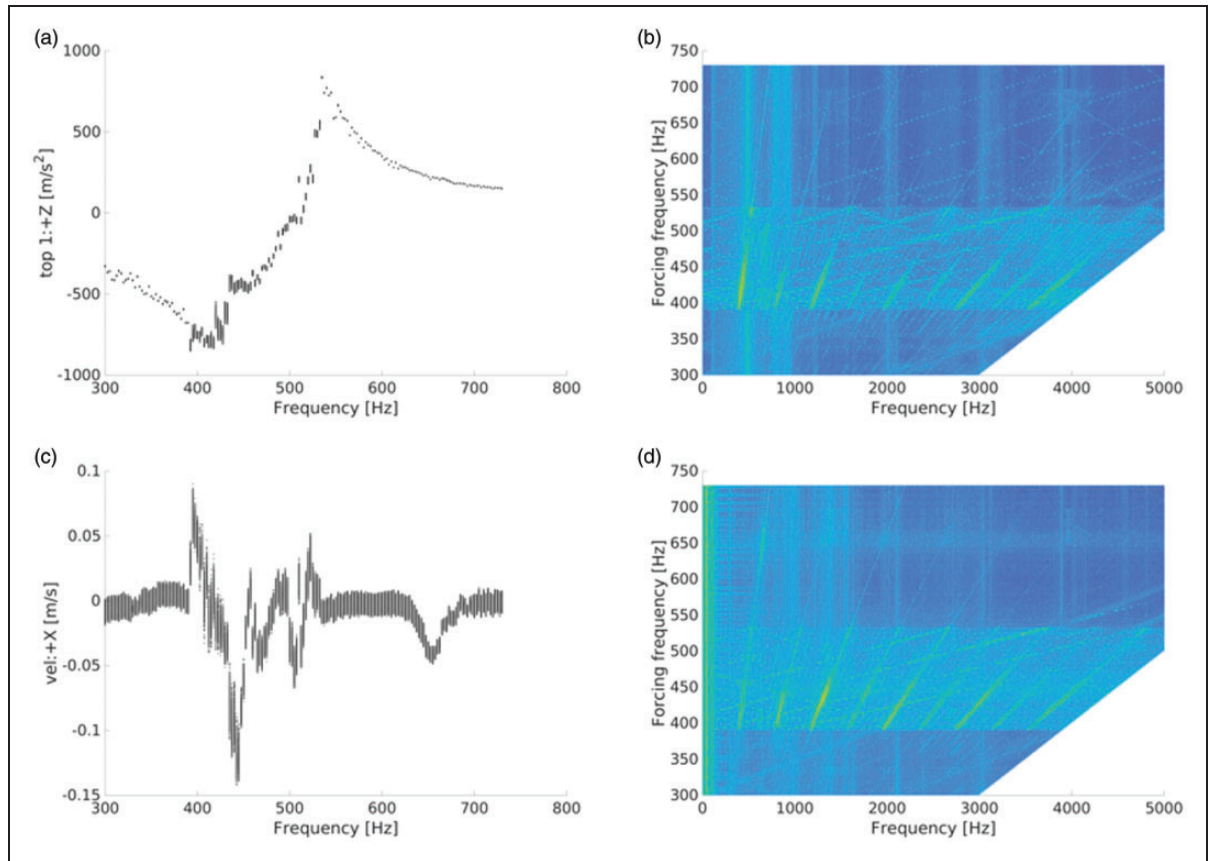 (a)
1000
500
0
-500
-1000
top 1:+Z [m/s²]
300 400 500 600 700 800
Frequency [Hz]
(b)
750
700
650
600
550
500
450
400
350
300
Forcing frequency [Hz]
0 1000 2000 3000 4000 5000
Frequency [Hz]
(c)
0.1
0.05
0
-0.05
-0.1
-0.15
vel:+X [m/s]
300 400 500 600 700 800
Frequency [Hz]
(d)
750
700
650
600
550
500
450
400
350
300
Forcing frequency [Hz]
0 1000 2000 3000 4000 5000
Frequency [Hz]